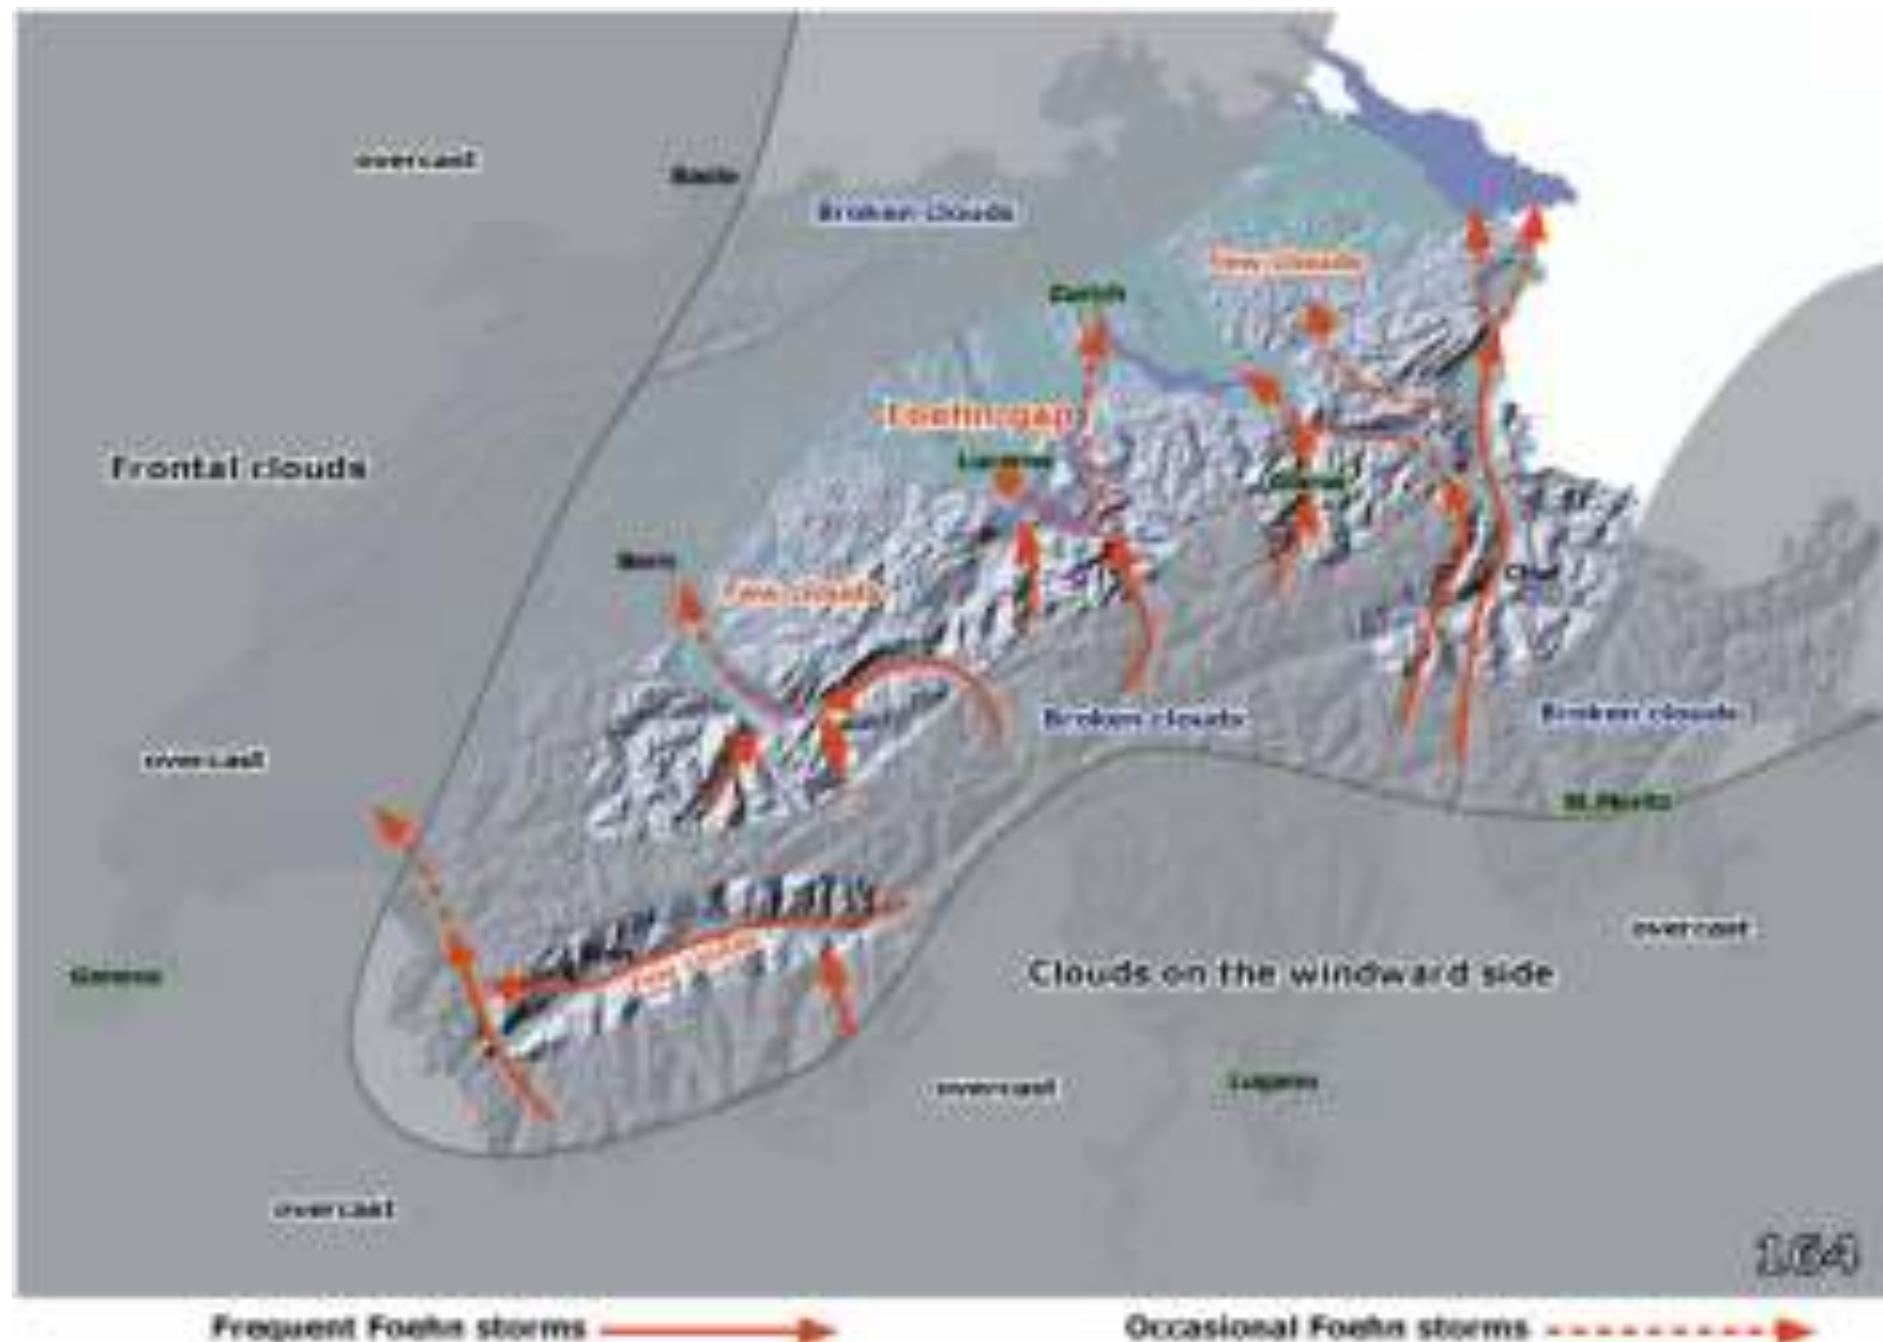 overcast
Basle
Broken clouds
few clouds
Zurich
Foehn gap
Lucerne
Frontal clouds
Glarus
Bern
few clouds
Chur
Broken clouds
Broken clouds
overcast
St.Moritz
overcast
few clouds
Geneva
Clouds on the windward side
overcast
Lugano
overcast
164
Frequent Foehn storms
Occasional Foehn storms